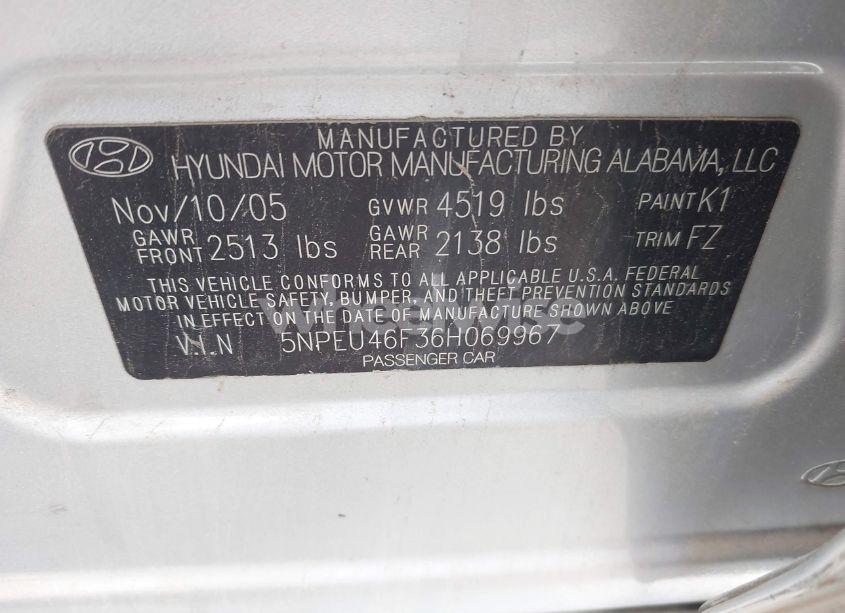 MANUFACTURED BY
HYUNDAI MOTOR MANUFACTURING ALABAMA, LLC
Nov/10/05 GVWR 4519 lbs PAINT K1
GAWR FRONT 2513 lbs GAWR REAR 2138 lbs TRIM FZ
THIS VEHICLE CONFORMS TO ALL APPLICABLE U.S.A. FEDERAL
MOTOR VEHICLE SAFETY, BUMPER, AND THEFT PREVENTION STANDARDS
IN EFFECT ON THE DATE OF MANUFACTURE SHOWN ABOVE
wheelwise
V.I.N 5NPEU46F36H069967
PASSENGER CAR